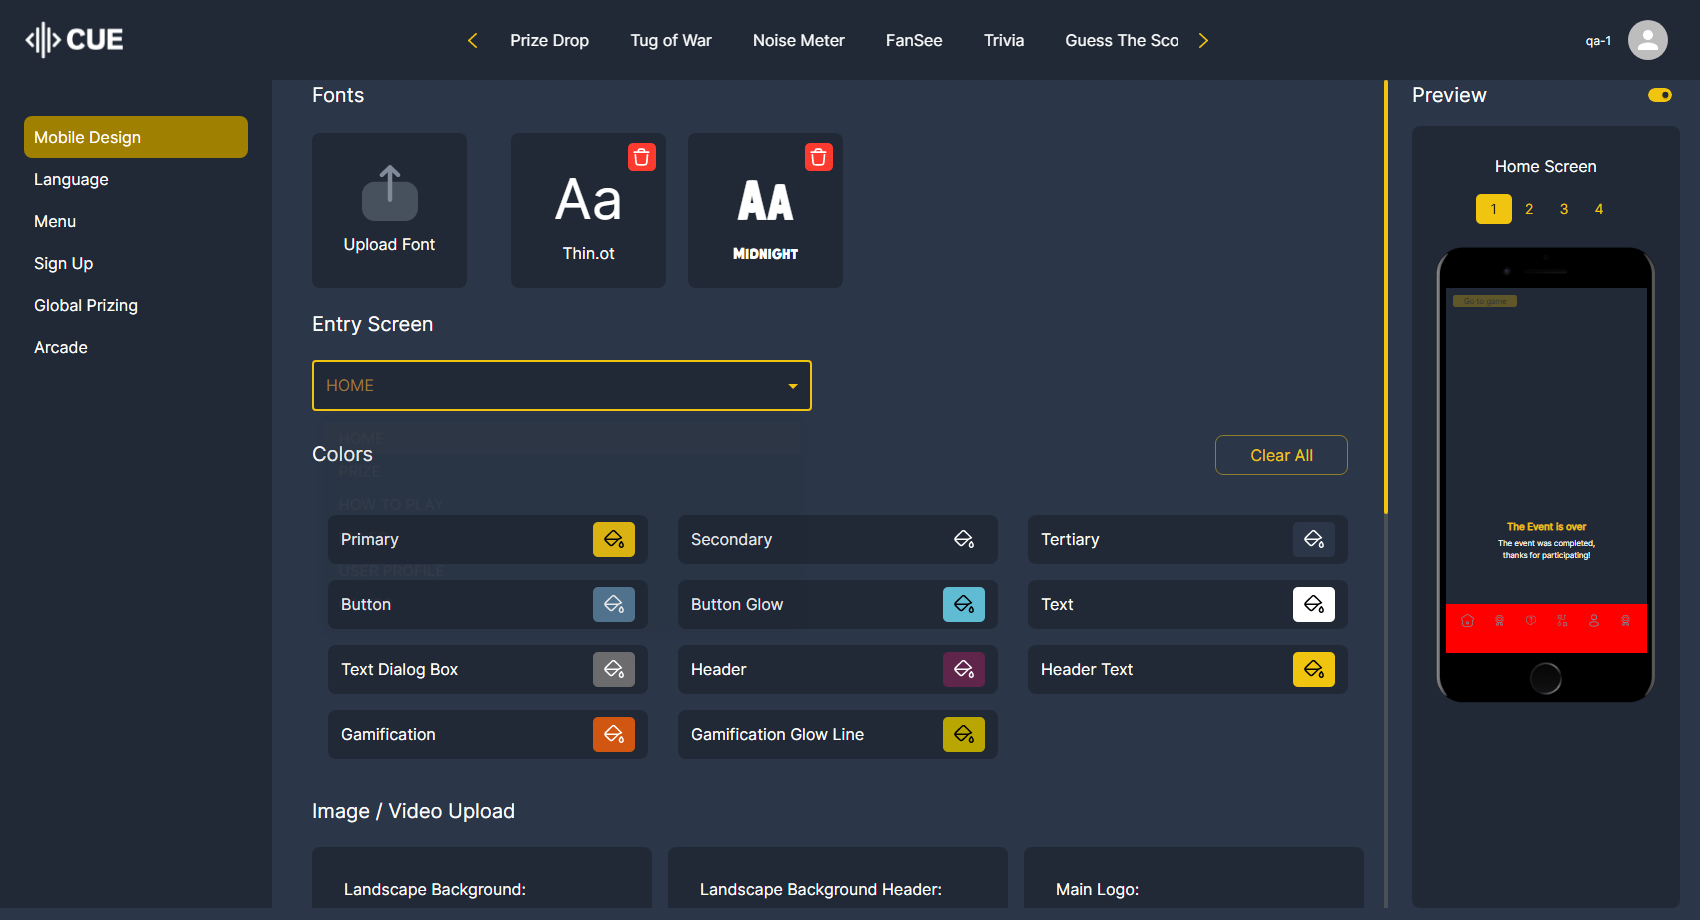 CUE
Prize Drop
Tug of War
Noise Meter
FanSee
Trivia
Guess The Sco
qa-1
Mobile Design
Language
Menu
Sign Up
Global Prizing
Arcade
Fonts
Upload Font
Aa
Thin.ot
AA
MIDNIGHT
Entry Screen
HOME
HOME
PRIZE
HOW TO PLAY
USER PROFILE
Colors
Clear All
Primary
Secondary
Tertiary
Button
Button Glow
Text
Text Dialog Box
Header
Header Text
Gamification
Gamification Glow Line
Image / Video Upload
Landscape Background:
Landscape Background Header:
Main Logo:
Preview
Home Screen
1 2 3 4
Go to game
The Event is over
The event was completed,
thanks for participating!